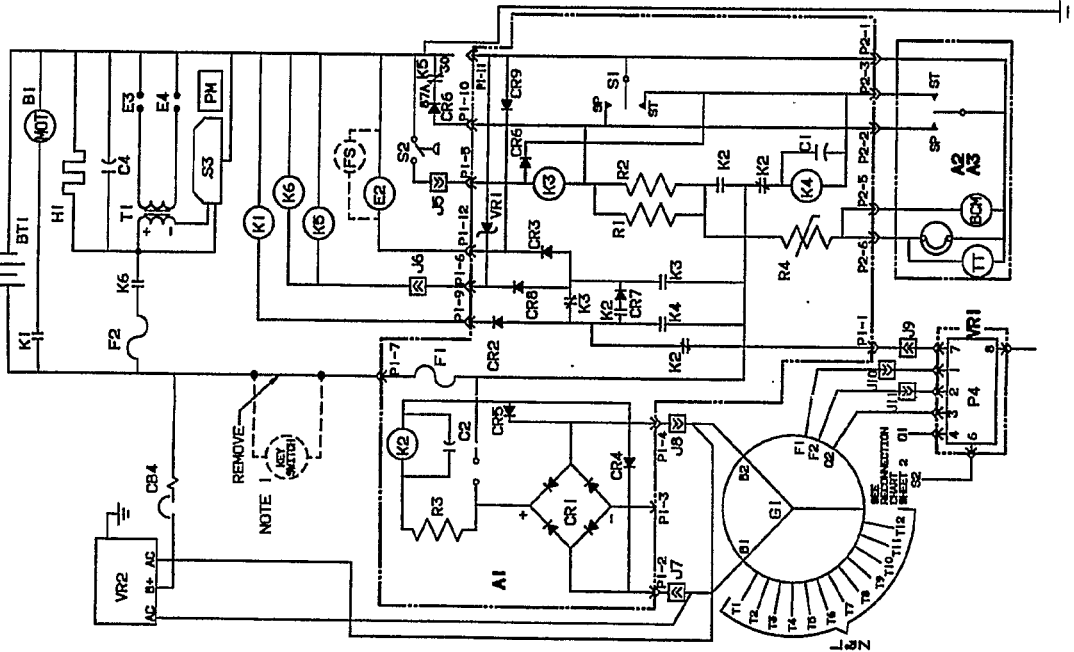 BT1
B1
MOT
K1
H1
C4
T1
+
-
E3
E4
PM
S3
K6
F2
K1
K6
K5
FS
E2
S2
K5
87A
30
CR6
P1-10
P1-11
P1-5
J5
P1-12
J6
P1-6
P1-9
VR1
CR9
CR6
K3
CR3
CR8
CR2
K3
K2
CR7
K3
K4
K2
R1
R2
K2
K2
K4
C1
R4
SP
S1
ST
P2-1
P2-3
P2-2
P2-5
P2-6
P1-1
SP
ST
A2
A3
BCM
TT
REMOVE
NOTE 1
KEY
SWITCH
CB4
VR2
AC
B+
AC
P1-7
F1
K2
C2
R3
CR5
+
CR1
-
CR4
A1
P1-4
P1-3
P1-2
J8
J7
B2
B1
G1
F1
F2
Q2
J9
J10
J11
VR1
P4
7
1
2
3
4
6
8
SEE
RECONNECTION
CHART
SHEET 2
S2
T1
T2
T3
T4
T5
T6
T7
T8
T9
T10
T11
T12
L
&
N